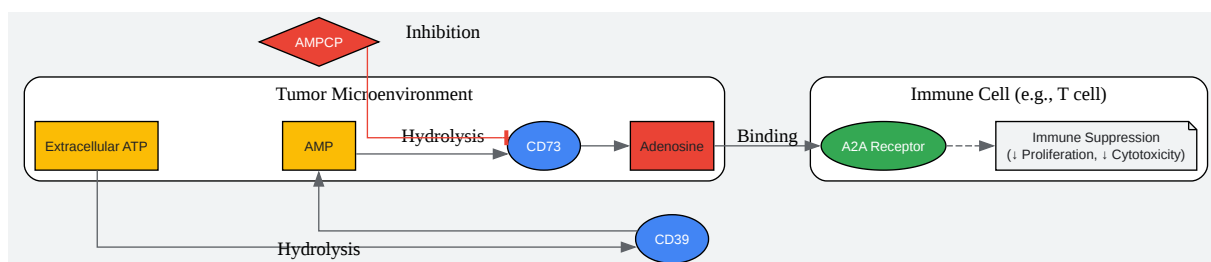 AMPCP
Inhibition
Tumor Microenvironment
Immune Cell (e.g., T cell)
Extracellular ATP
AMP
Hydrolysis
CD73
Adenosine
Binding
A2A Receptor
Immune Suppression
(↓ Proliferation, ↓ Cytotoxicity)
Hydrolysis
CD39